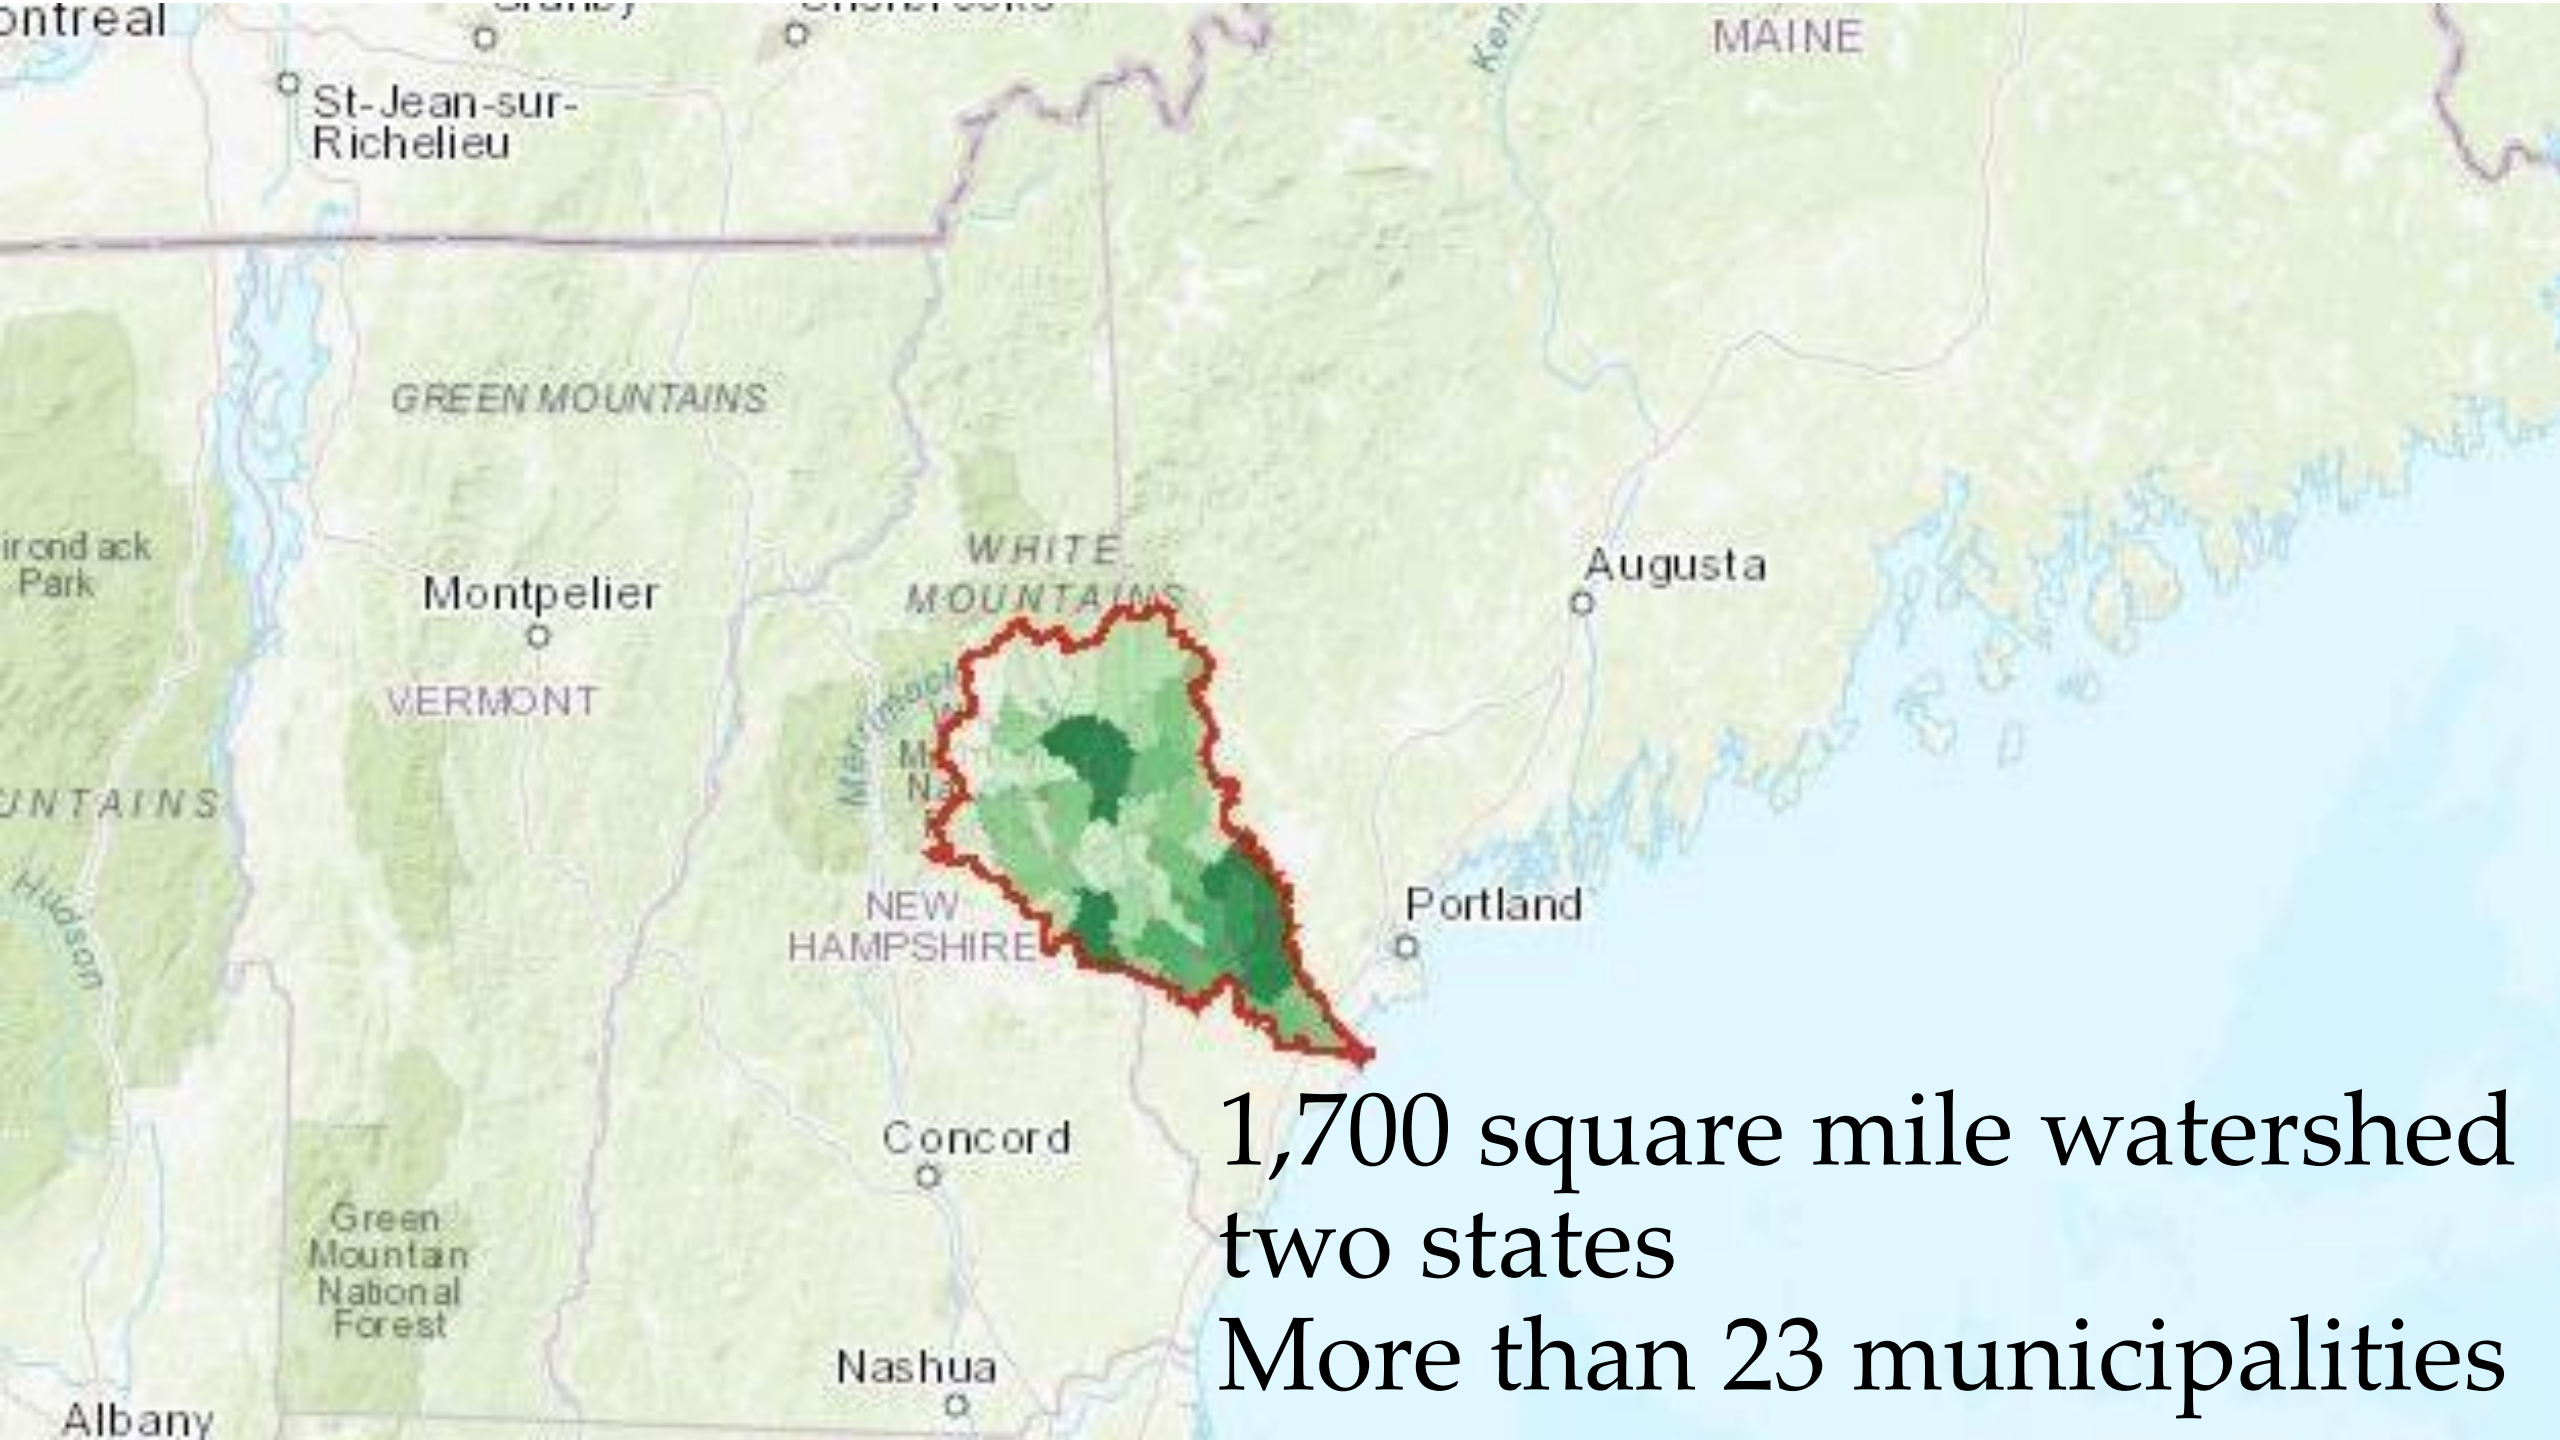 ontreal
MAINE
St-Jean-sur-
Richelieu
GREEN MOUNTAINS
WHITE
MOUNTAINS
irondack
Park
Augusta
Montpelier
VERMONT
Merrimack
UNTAINS
Hudson
NEW
HAMPSHIRE
Portland
Concord
Green
Mountain
National
Forest
Nashua
Albany
1,700 square mile watershed
two states
More than 23 municipalities